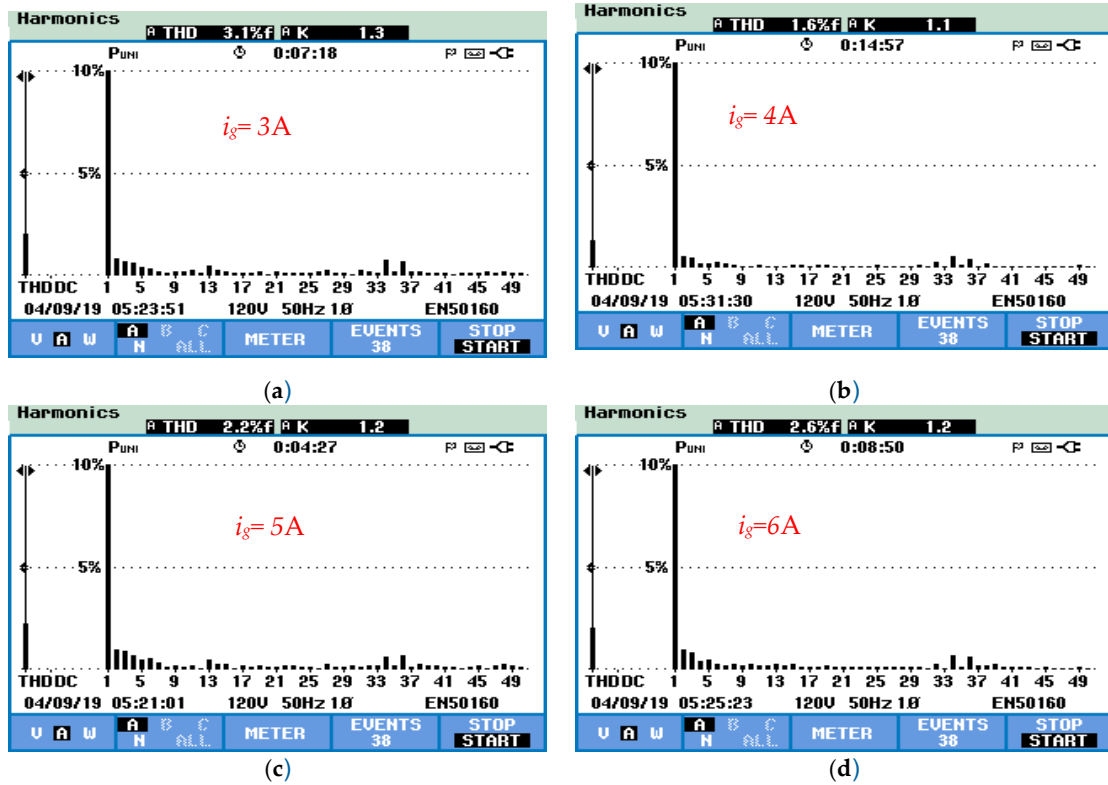 Harmonics
A THD 3.1%f A K 1.3
PUNI 0:07:18
10%
ig= 3A
5%
THDDC 1 5 9 13 17 21 25 29 33 37 41 45 49
04/09/19 05:23:51 120V 50Hz 1Ø EN50160
V A W A B C N ALL METER EVENTS 38 STOP START
(a)
Harmonics
A THD 1.6%f A K 1.1
PUNI 0:14:57
10%
ig= 4A
5%
THDDC 1 5 9 13 17 21 25 29 33 37 41 45 49
04/09/19 05:31:30 120V 50Hz 1Ø EN50160
V A W A B C N ALL METER EVENTS 38 STOP START
(b)
Harmonics
A THD 2.2%f A K 1.2
PUNI 0:04:27
10%
ig= 5A
5%
THDDC 1 5 9 13 17 21 25 29 33 37 41 45 49
04/09/19 05:21:01 120V 50Hz 1Ø EN50160
V A W A B C N ALL METER EVENTS 38 STOP START
(c)
Harmonics
A THD 2.6%f A K 1.2
PUNI 0:08:50
10%
ig=6A
5%
THDDC 1 5 9 13 17 21 25 29 33 37 41 45 49
04/09/19 05:25:23 120V 50Hz 1Ø EN50160
V A W A B C N ALL METER EVENTS 38 STOP START
(d)